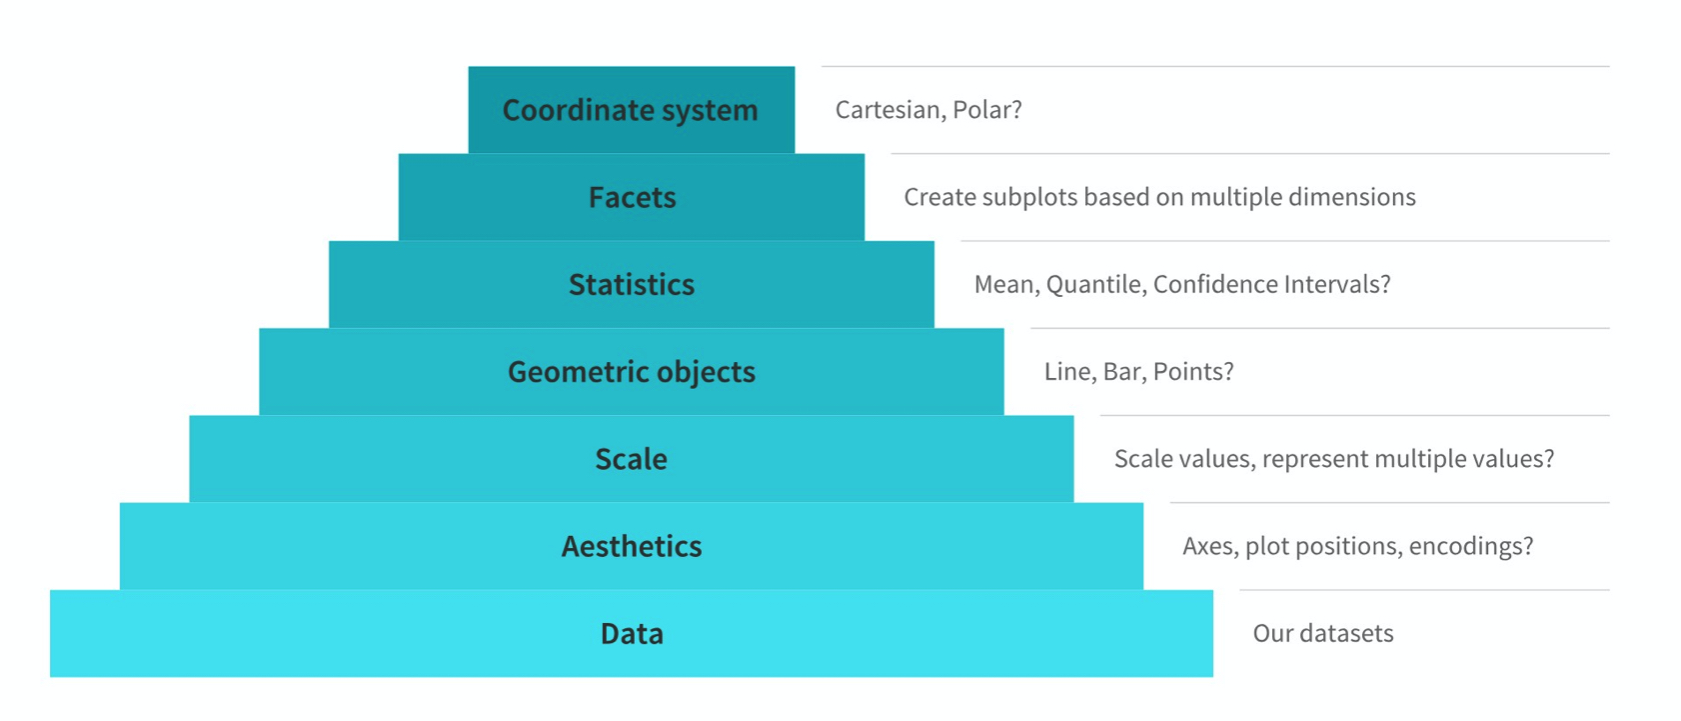 Coordinate system
Cartesian, Polar?
Facets
Create subplots based on multiple dimensions
Statistics
Mean, Quantile, Confidence Intervals?
Geometric objects
Line, Bar, Points?
Scale
Scale values, represent multiple values?
Aesthetics
Axes, plot positions, encodings?
Data
Our datasets